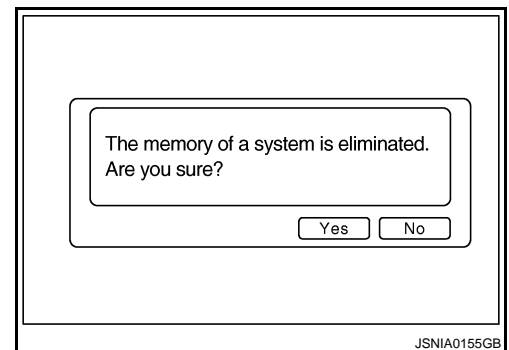 The memory of a system is eliminated.
Are you sure?
Yes No
JSNIA0155GB